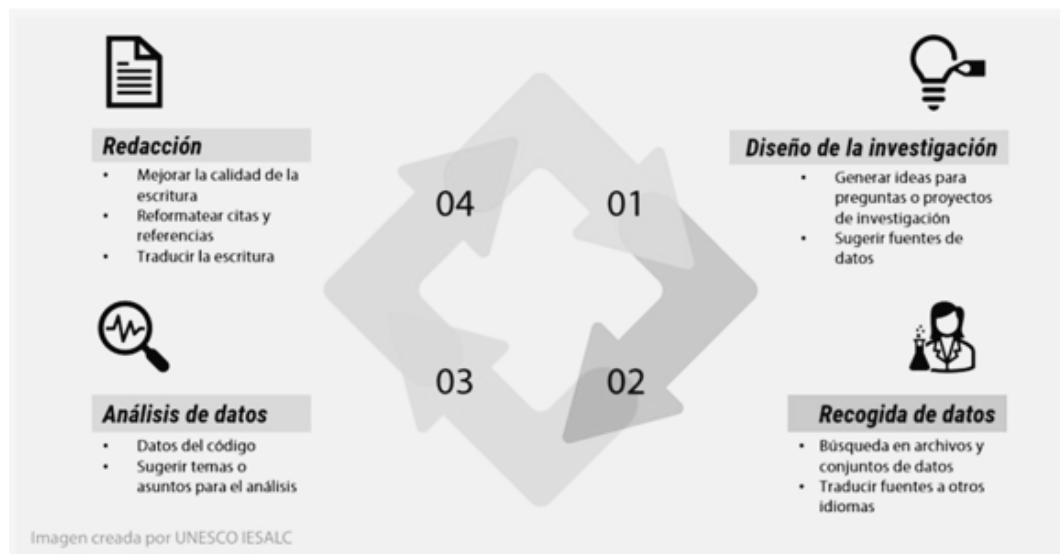 Redacción
• Mejorar la calidad de la
escritura
• Reformatear citas y
referencias
• Traducir la escritura
04
01
Diseño de la investigación
• Generar ideas para
preguntas o proyectos
de investigación
• Sugerir fuentes de
datos
Análisis de datos
• Datos del código
• Sugerir temas o
asuntos para el análisis
03
02
Recogida de datos
• Búsqueda en archivos y
conjuntos de datos
• Traducir fuentes a otros
idiomas
Imagen creada por UNESCO IESALC